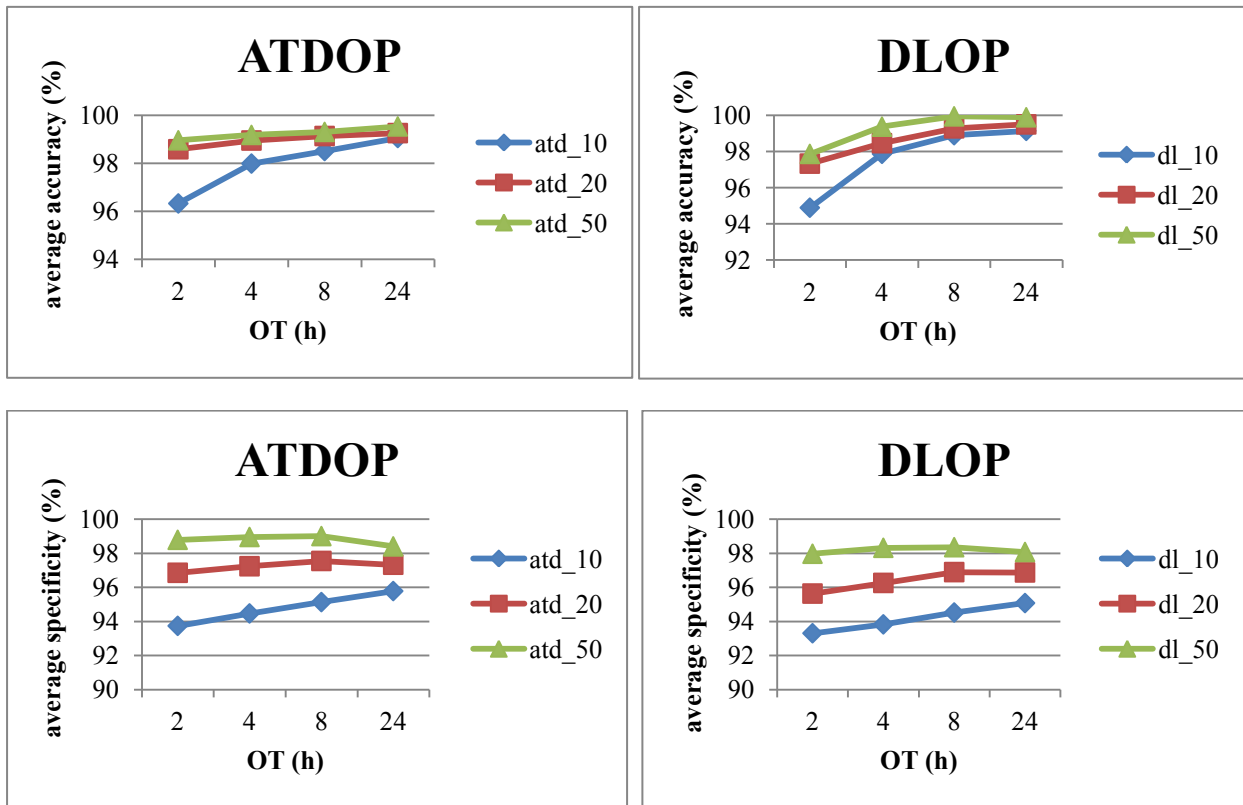 ATDOP
average accuracy (%)
100
98
96
94
2 4 8 24
OT (h)
atd_10
atd_20
atd_50
DLOP
average accuracy (%)
100
98
96
94
92
2 4 8 24
OT (h)
dl_10
dl_20
dl_50
ATDOP
average specificity (%)
100
98
96
94
92
90
2 4 8 24
OT (h)
atd_10
atd_20
atd_50
DLOP
average specificity (%)
100
98
96
94
92
90
2 4 8 24
OT (h)
dl_10
dl_20
dl_50